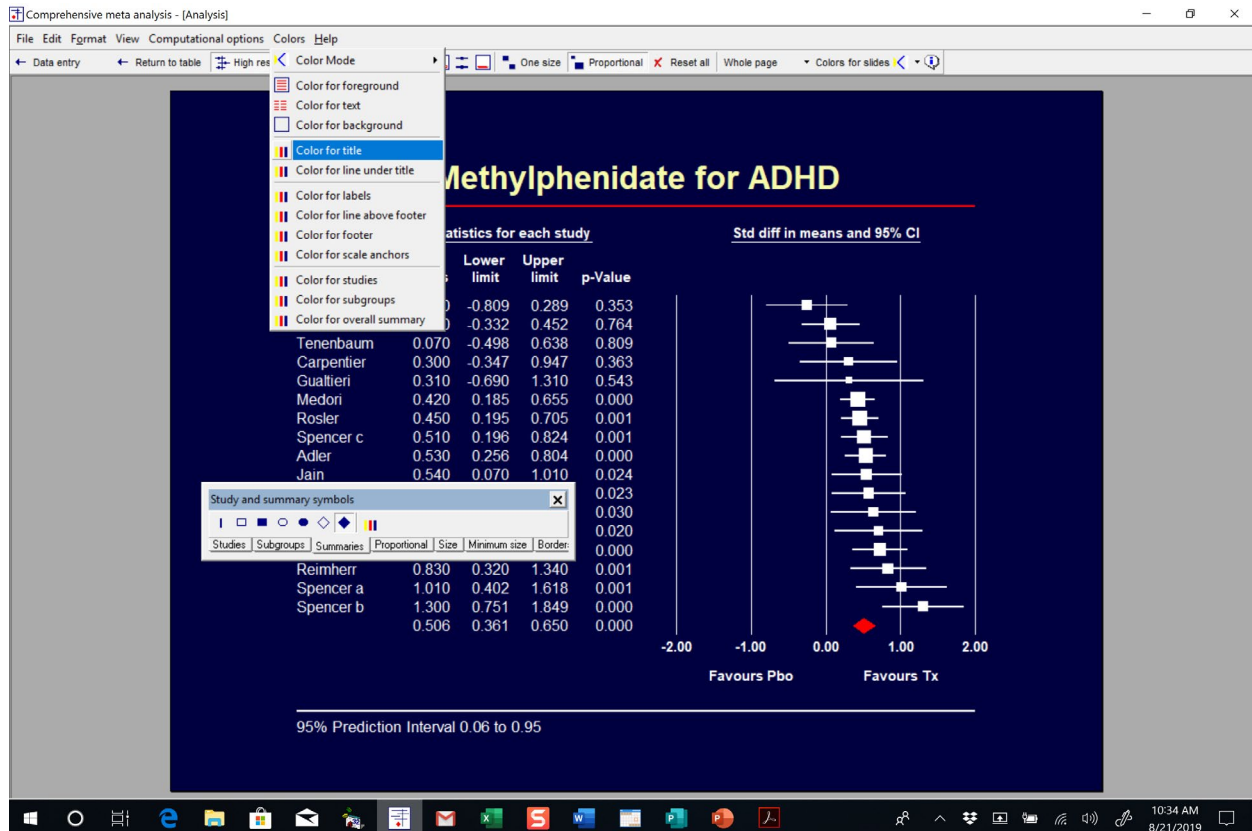 Comprehensive meta analysis - [Analysis]
File Edit Format View Computational options Colors Help
Data entry Return to table High res One size Proportional Reset all Whole page Colors for slides
Color Mode
Color for foreground
Color for text
Color for background
Color for title
Color for line under title
Color for labels
Color for line above footer
Color for footer
Color for scale anchors
Color for studies
Color for subgroups
Color for overall summary
Methylphenidate for ADHD
atistics for each study Std diff in means and 95% CI
Lower Upper
limit limit p-Value
-0.809 0.289 0.353
-0.332 0.452 0.764
Tenenbaum 0.070 -0.498 0.638 0.809
Carpentier 0.300 -0.347 0.947 0.363
Gualtieri 0.310 -0.690 1.310 0.543
Medori 0.420 0.185 0.655 0.000
Rosler 0.450 0.195 0.705 0.001
Spencer c 0.510 0.196 0.824 0.001
Adler 0.530 0.256 0.804 0.000
Jain 0.540 0.070 1.010 0.024
0.023
0.030
0.020
0.000
Study and summary symbols
Studies Subgroups Summaries Proportional Size Minimum size Border
Reimherr 0.830 0.320 1.340 0.001
Spencer a 1.010 0.402 1.618 0.001
Spencer b 1.300 0.751 1.849 0.000
0.506 0.361 0.650 0.000
-2.00 -1.00 0.00 1.00 2.00
Favours Pbo Favours Tx
95% Prediction Interval 0.06 to 0.95
10:34 AM
8/21/2019